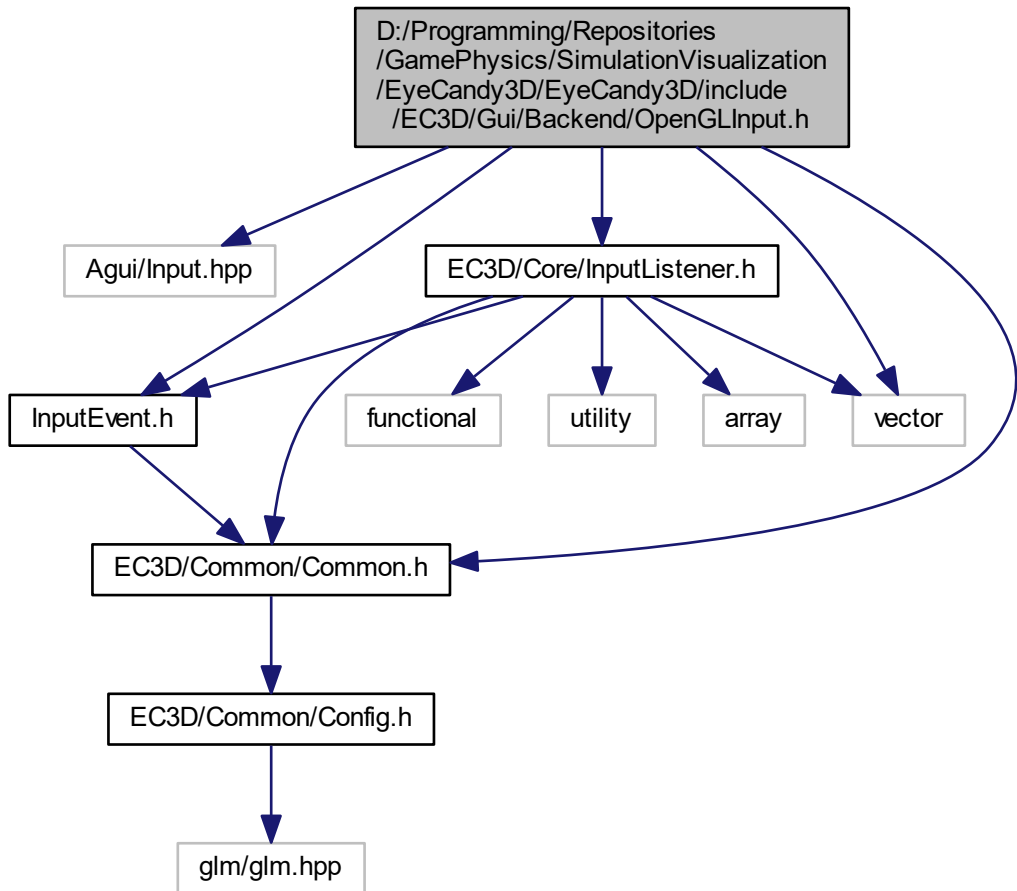 D:/Programming/Repositories
/GamePhysics/SimulationVisualization
/EyeCandy3D/EyeCandy3D/include
/EC3D/Gui/Backend/OpenGLInput.h
Agui/Input.hpp
EC3D/Core/InputListener.h
InputEvent.h
functional
utility
array
vector
EC3D/Common/Common.h
EC3D/Common/Config.h
glm/glm.hpp